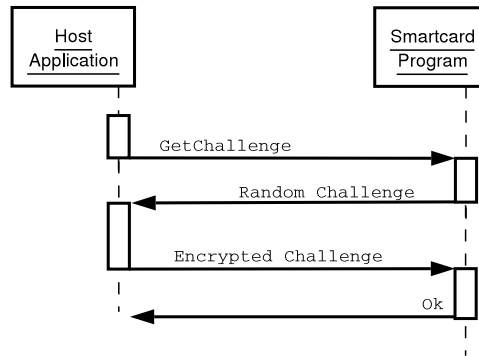 Host
Application
Smartcard
Program
GetChallenge
Random Challenge
Encrypted Challenge
Ok